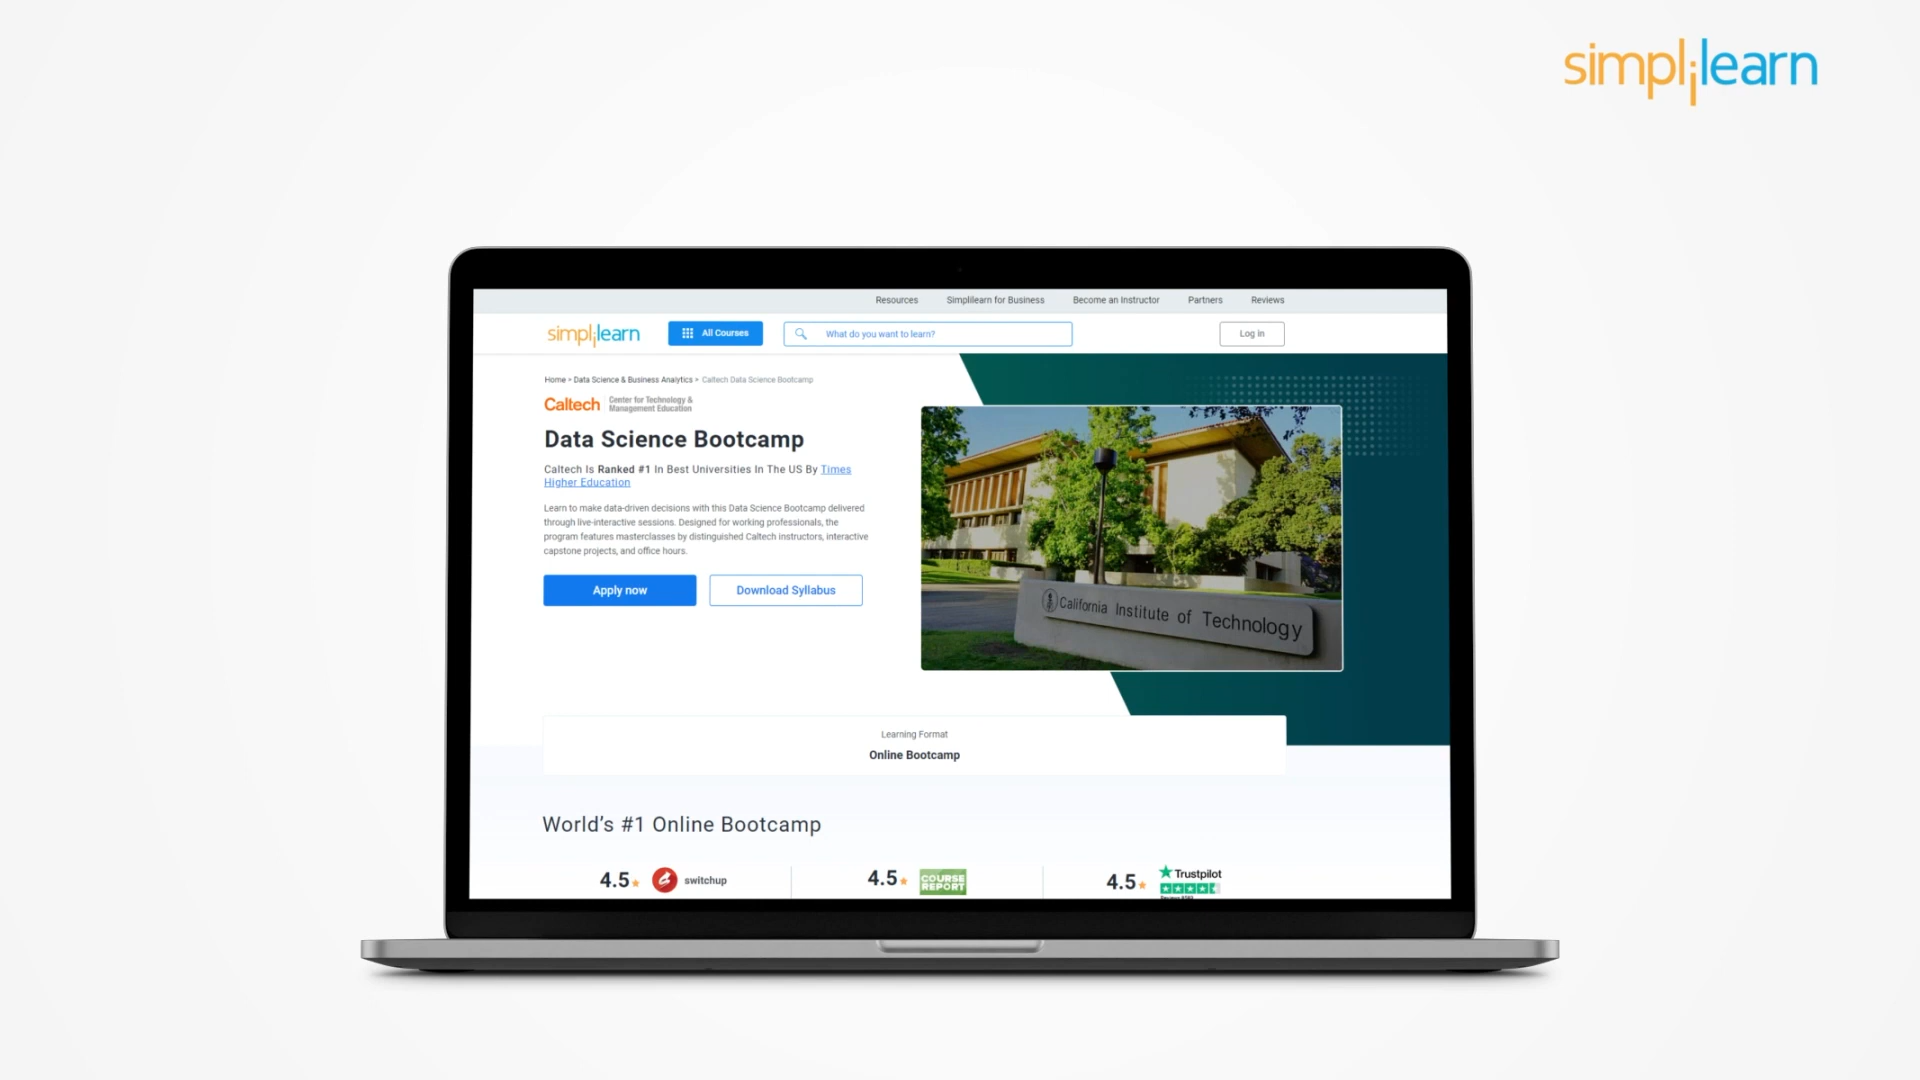 simplilearn
Resources Simplilearn for Business Become an Instructor Partners Reviews
simplilearn All Courses What do you want to learn? Log in
Home > Data Science & Business Analytics > Caltech Data Science Bootcamp
Caltech Center for Technology &
Management Education
Data Science Bootcamp
Caltech Is Ranked #1 In Best Universities In The US By Times
Higher Education
Learn to make data-driven decisions with this Data Science Bootcamp delivered
through live-interactive sessions. Designed for working professionals, the
program features masterclasses by distinguished Caltech instructors, interactive
capstone projects, and office hours.
Apply now Download Syllabus
California Institute of Technology
Learning Format
Online Bootcamp
World's #1 Online Bootcamp
4.5 switchup
4.5 COURSE
REPORT
4.5 Trustpilot